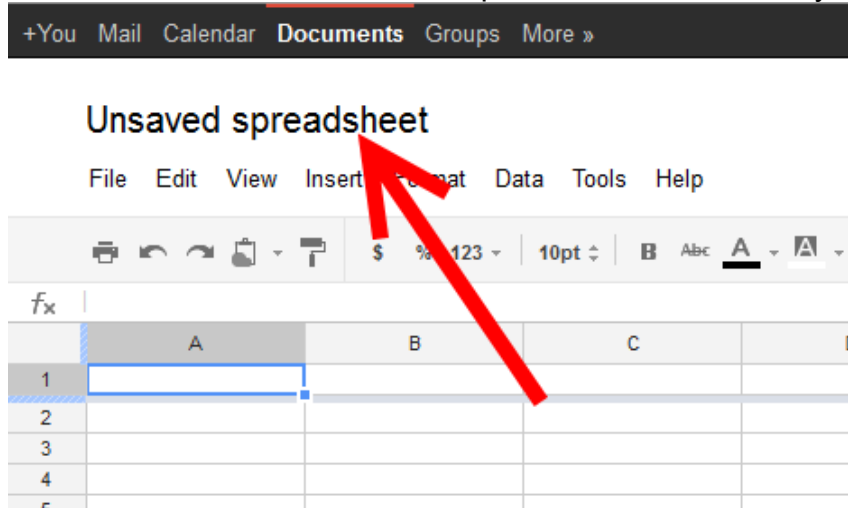 +You Mail Calendar Documents Groups More »
Unsaved spreadsheet
File Edit View Insert Format Data Tools Help
$ % 123 10pt B Abc A A
fx
A B C
1
2
3
4